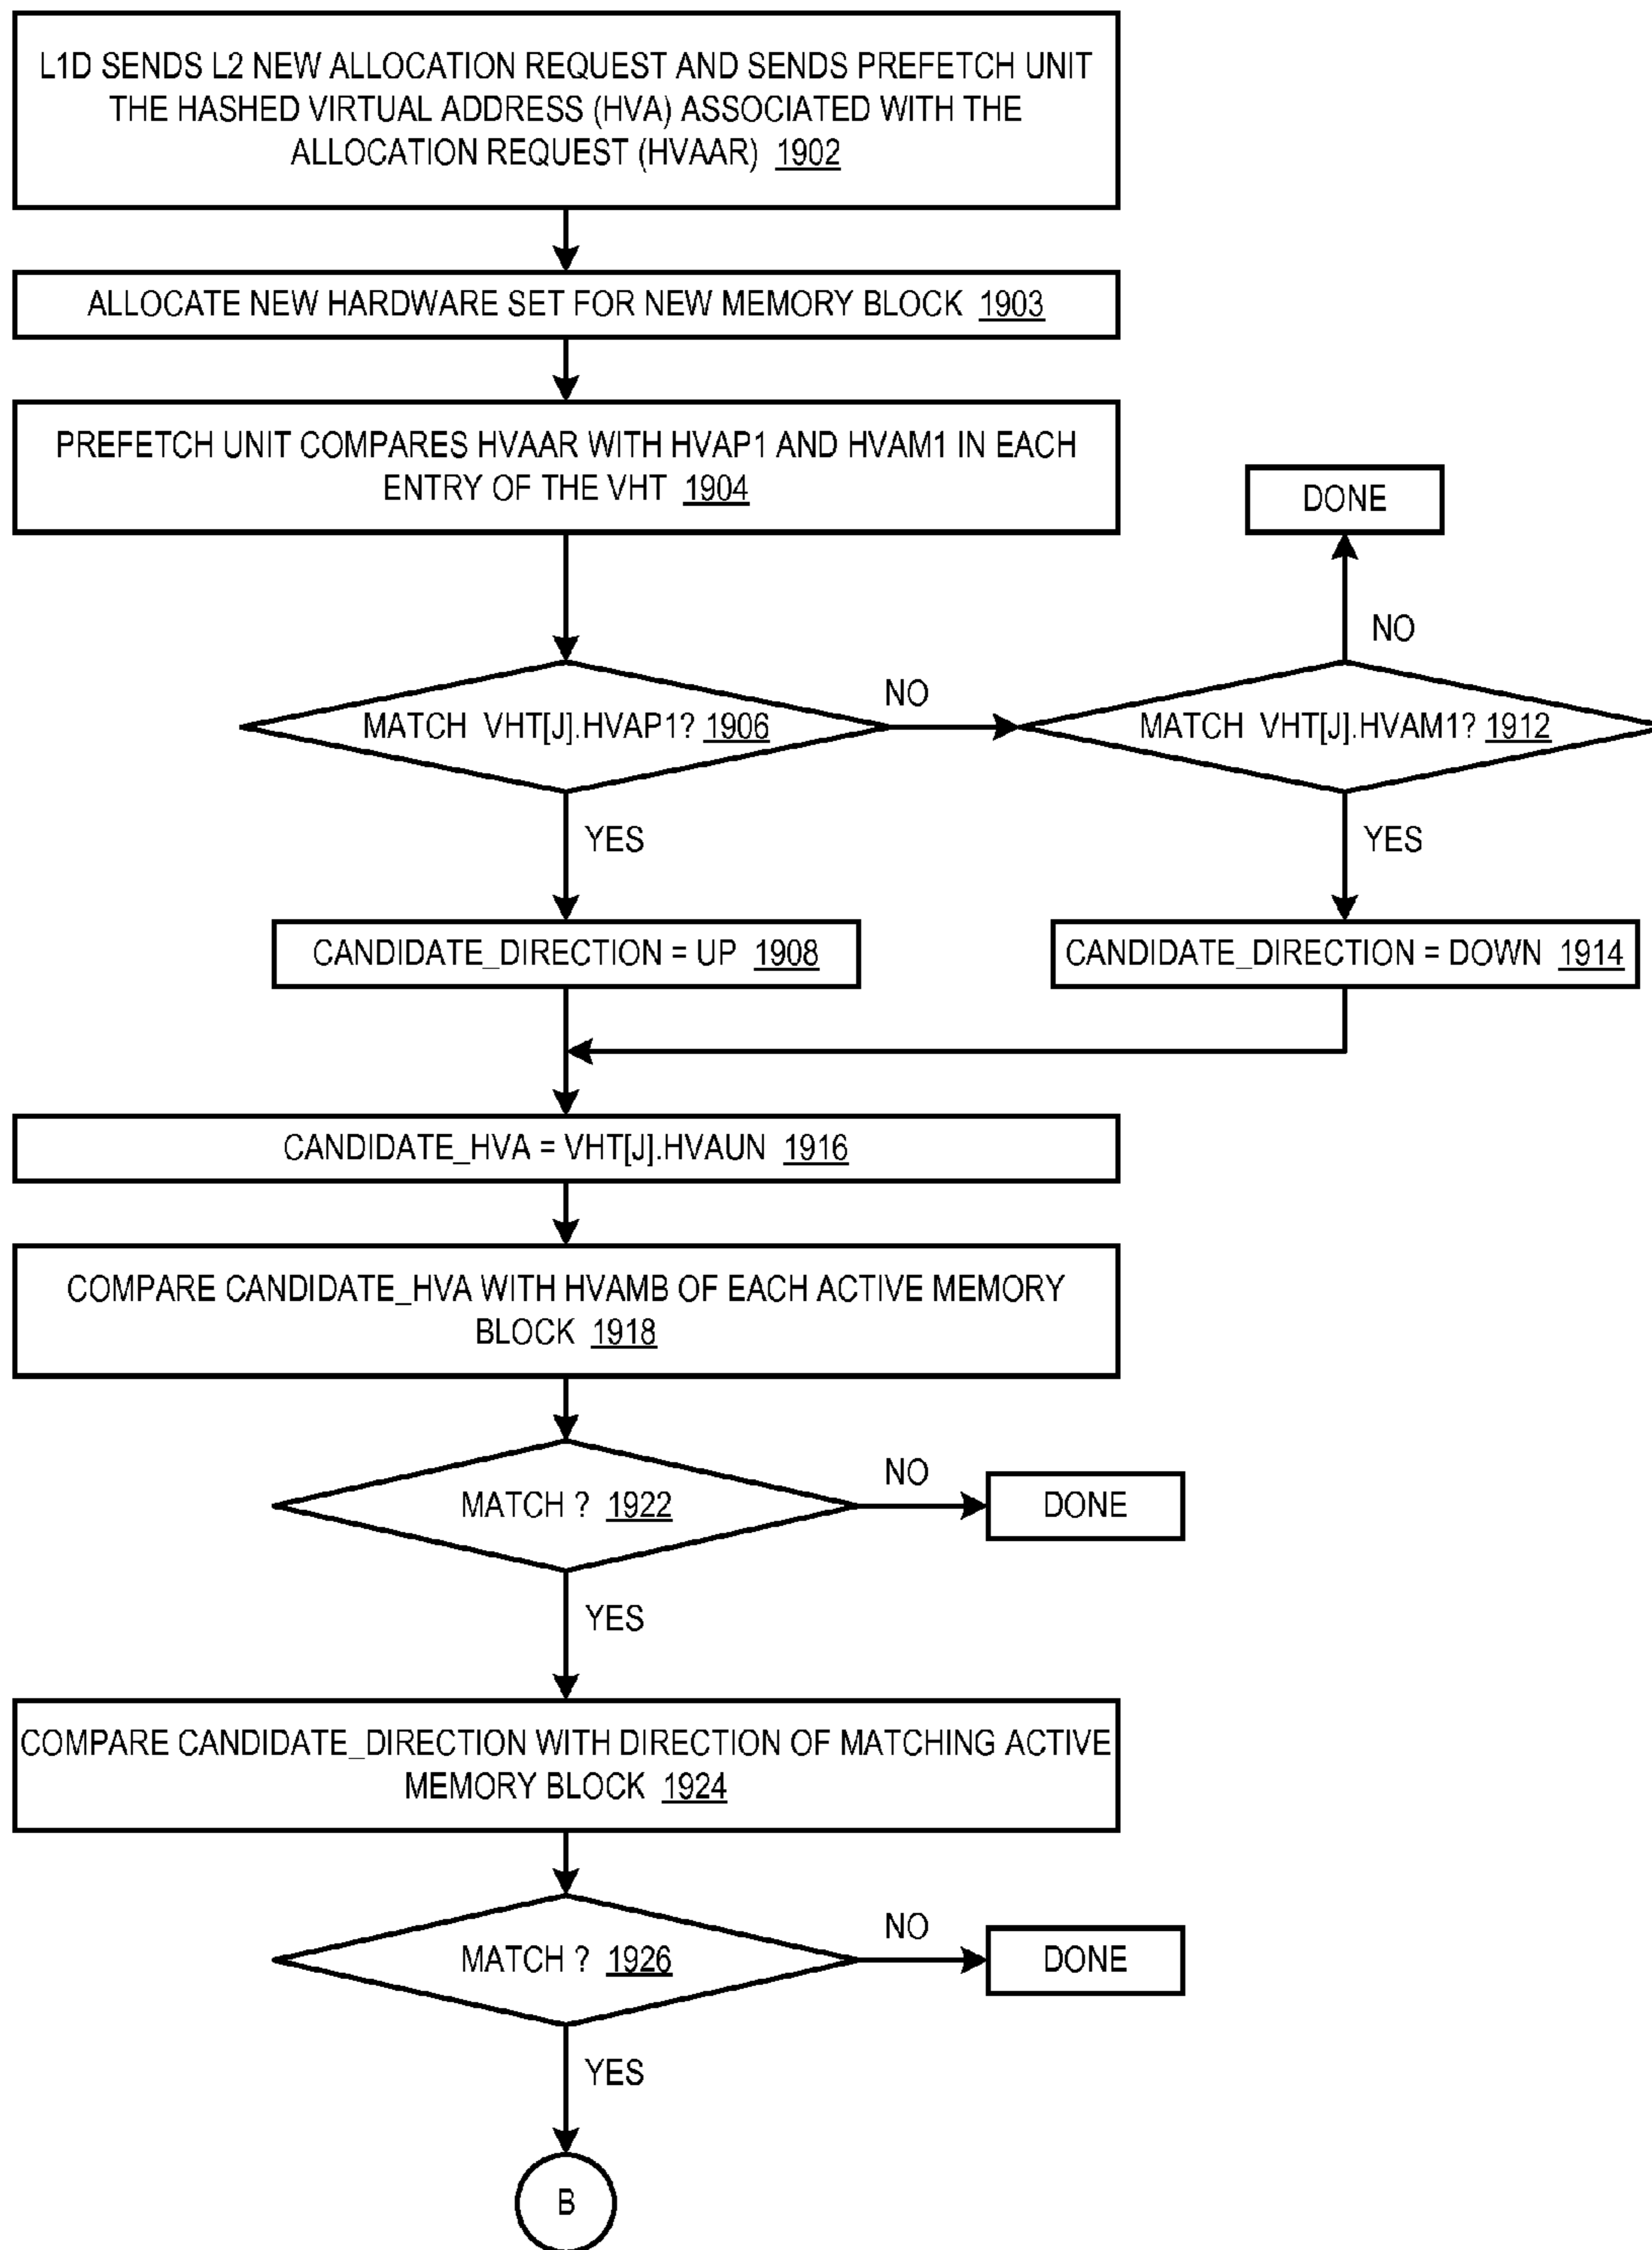 L1D SENDS L2 NEW ALLOCATION REQUEST AND SENDS PREFETCH UNIT
THE HASHED VIRTUAL ADDRESS (HVA) ASSOCIATED WITH THE
ALLOCATION REQUEST (HVAAR) 1902
ALLOCATE NEW HARDWARE SET FOR NEW MEMORY BLOCK 1903
PREFETCH UNIT COMPARES HVAAR WITH HVAP1 AND HVAM1 IN EACH
ENTRY OF THE VHT 1904
DONE
NO
MATCH VHT[J].HVAP1? 1906
NO
MATCH VHT[J].HVAM1? 1912
YES
YES
CANDIDATE_DIRECTION = UP 1908
CANDIDATE_DIRECTION = DOWN 1914
CANDIDATE_HVA = VHT[J].HVAUN 1916
COMPARE CANDIDATE_HVA WITH HVAMB OF EACH ACTIVE MEMORY
BLOCK 1918
MATCH ? 1922
NO
DONE
YES
COMPARE CANDIDATE_DIRECTION WITH DIRECTION OF MATCHING ACTIVE
MEMORY BLOCK 1924
MATCH ? 1926
NO
DONE
YES
B